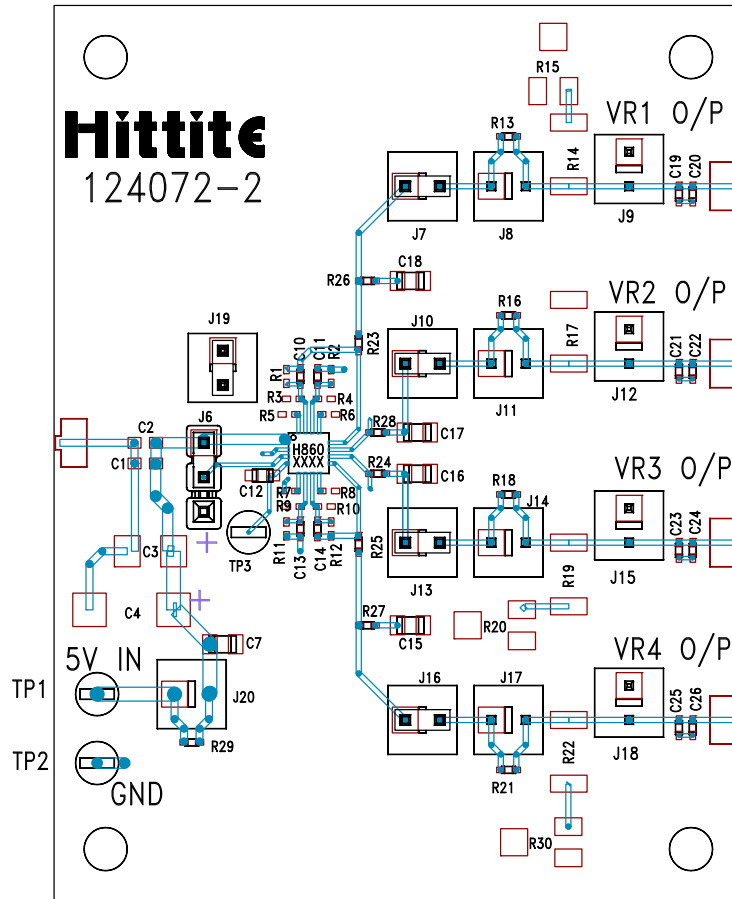 R15
VR1 O/P
Hittite
R13
R14
C19
C20
124072-2
J7
J8
J9
R26
C18
VR2 O/P
J19
R16
J10
R17
C21
C22
C10
C11
R2
R23
R1
J11
J12
R3
R4
J6
R5
R6
R28
C17
C2
H860
XXXX
C1
R24
VR3 O/P
C12
C16
R7
R8
R18
J14
R9
R10
C23
C24
C3
TP3
R11
C13
C14
R12
R25
J13
J15
R19
C4
R27
C15
R20
5V IN
C7
VR4 O/P
TP1
J20
J16
J17
C25
C26
R29
R22
J18
TP2
GND
R21
R30